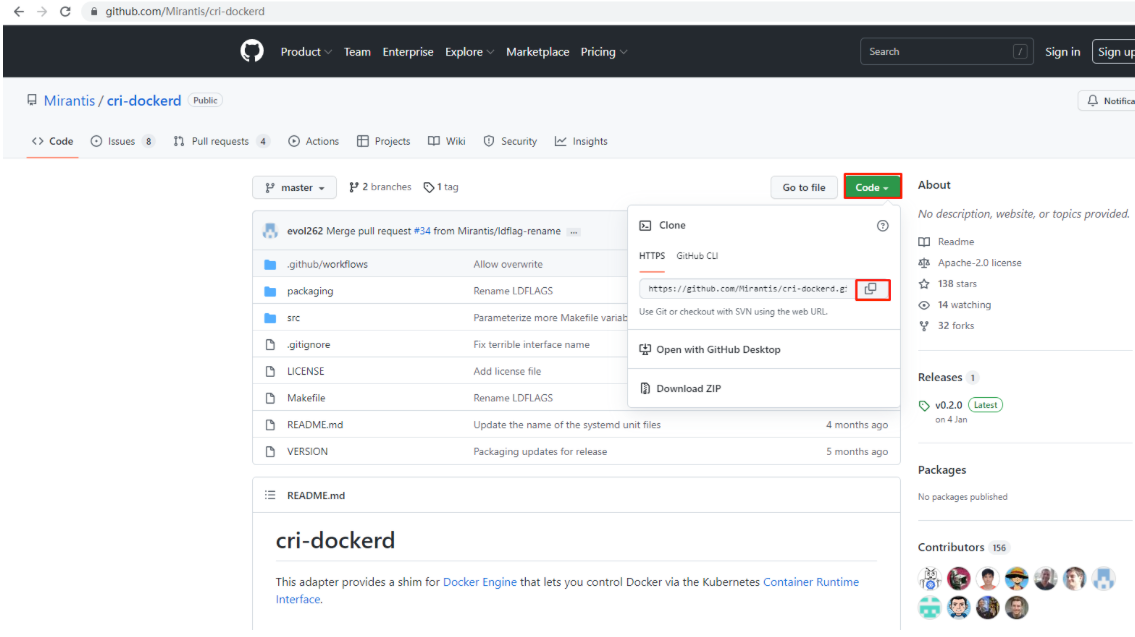 github.com/Mirantis/cri-dockerd
Product Team Enterprise Explore Marketplace Pricing Search / Sign in Sign up
Mirantis / cri-dockerd Public
Notifica
Code Issues 8 Pull requests 4 Actions Projects Wiki Security Insights
master 2 branches 1 tag Go to file Code
evol262 Merge pull request #34 from Mirantis/ldflag-rename ...
.github/workflows Allow overwrite
packaging Rename LDFLAGS
src Parameterize more Makefile variab
.gitignore Fix terrible interface name
LICENSE Add license file
Makefile Rename LDFLAGS
README.md Update the name of the systemd unit files 4 months ago
VERSION Packaging updates for release 5 months ago
Clone
HTTPS GitHub CLI
https://github.com/Mirantis/cri-dockerd.gi
Use Git or checkout with SVN using the web URL.
Open with GitHub Desktop
Download ZIP
README.md
cri-dockerd
This adapter provides a shim for Docker Engine that lets you control Docker via the Kubernetes Container Runtime
Interface.
About
No description, website, or topics provided.
Readme
Apache-2.0 license
138 stars
14 watching
32 forks
Releases 1
v0.2.0 Latest
on 4 Jan
Packages
No packages published
Contributors 156